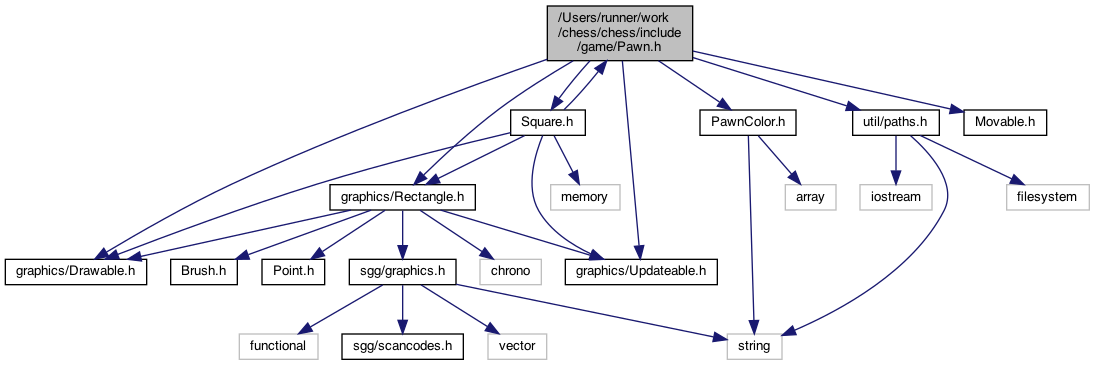 /Users/runner/work
/chess/chess/include
/game/Pawn.h
Square.h
PawnColor.h
util/paths.h
Movable.h
graphics/Rectangle.h
memory
array
iostream
filesystem
graphics/Drawable.h
Brush.h
Point.h
sgg/graphics.h
chrono
graphics/Updateable.h
functional
sgg/scancodes.h
vector
string